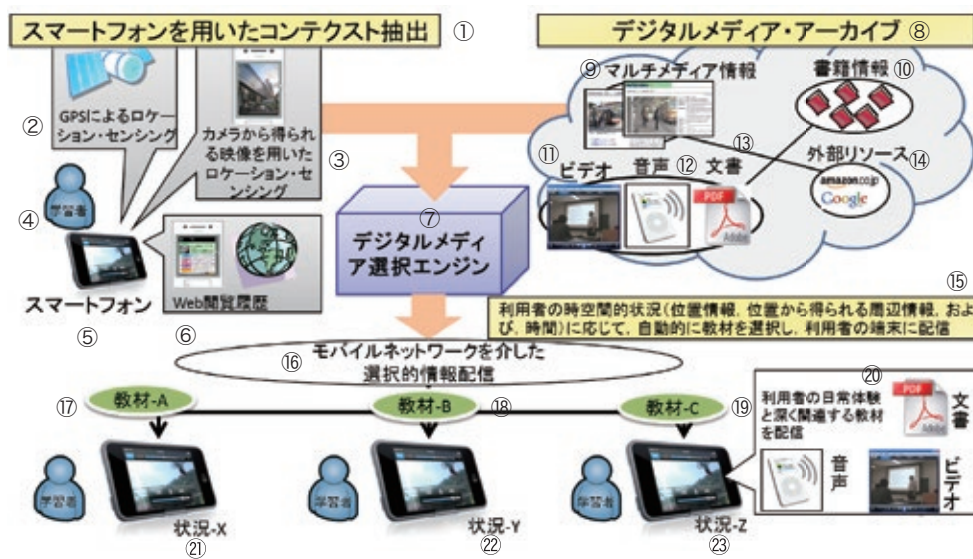 スマートフォンを用いたコンテクスト抽出 ①
デジタルメディア・アーカイブ ⑧
② GPSによるロケー
ション・センシング
カメラから得られ
る映像を用いた
ロケーション・セ
ンシング
③
④ 学習者
スマートフォン
⑤
Web閲覧履歴
⑥
⑦
デジタルメディ
ア選択エンジン
⑨ マルチメディア情報
書籍情報 ⑩
⑪ ビデオ
音声 ⑫ 文書
⑬
外部リソース ⑭
amazon.co.jp
Google
PDF
Adobe
⑮
利用者の時空間的状況(位置情報, 位置から得られる周辺情報, およ
び, 時間)に応じて, 自動的に教材を選択し, 利用者の端末に配信
⑯ モバイルネットワークを介した
選択的情報配信
⑰ 教材-A
教材-B ⑱
教材-C ⑲
⑳
利用者の日常体験
と深く関連する教材
を配信
PDF
Adobe
文書
音声
ビデオ
学習者
状況-X
㉑
学習者
状況-Y
㉒
学習者
状況-Z
㉓